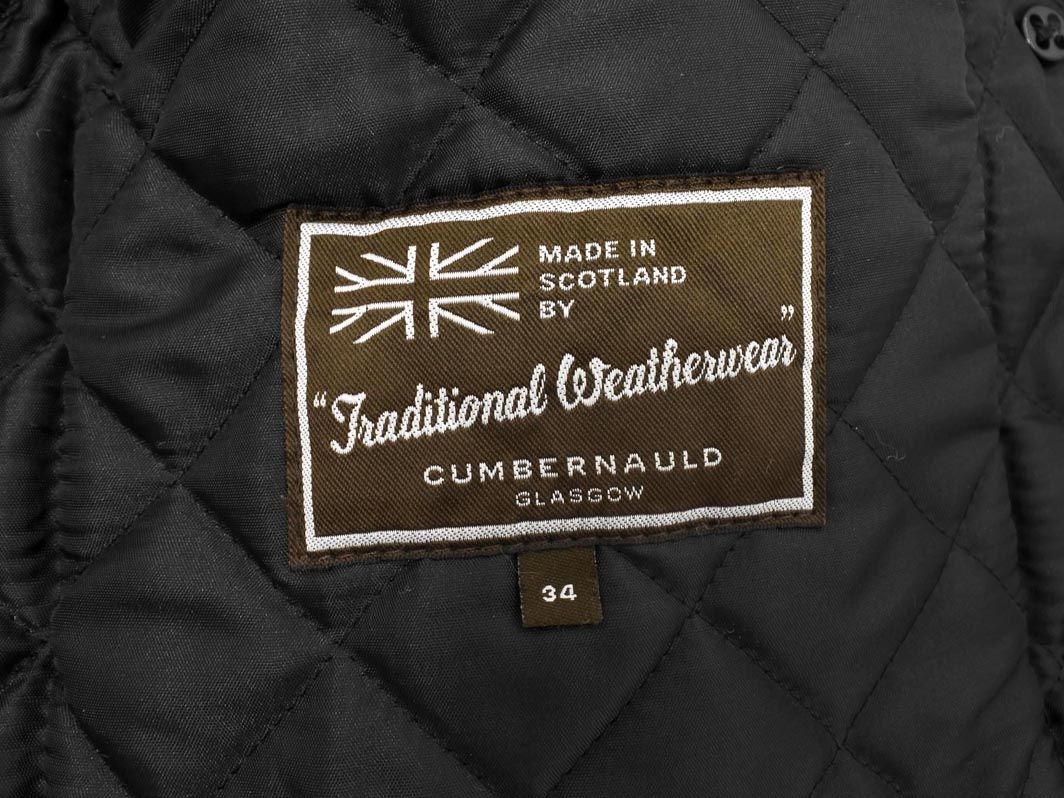 MADE IN
SCOTLAND
BY
“Traditional Weatherwear”
CUMBERNAULD
GLASGOW
34